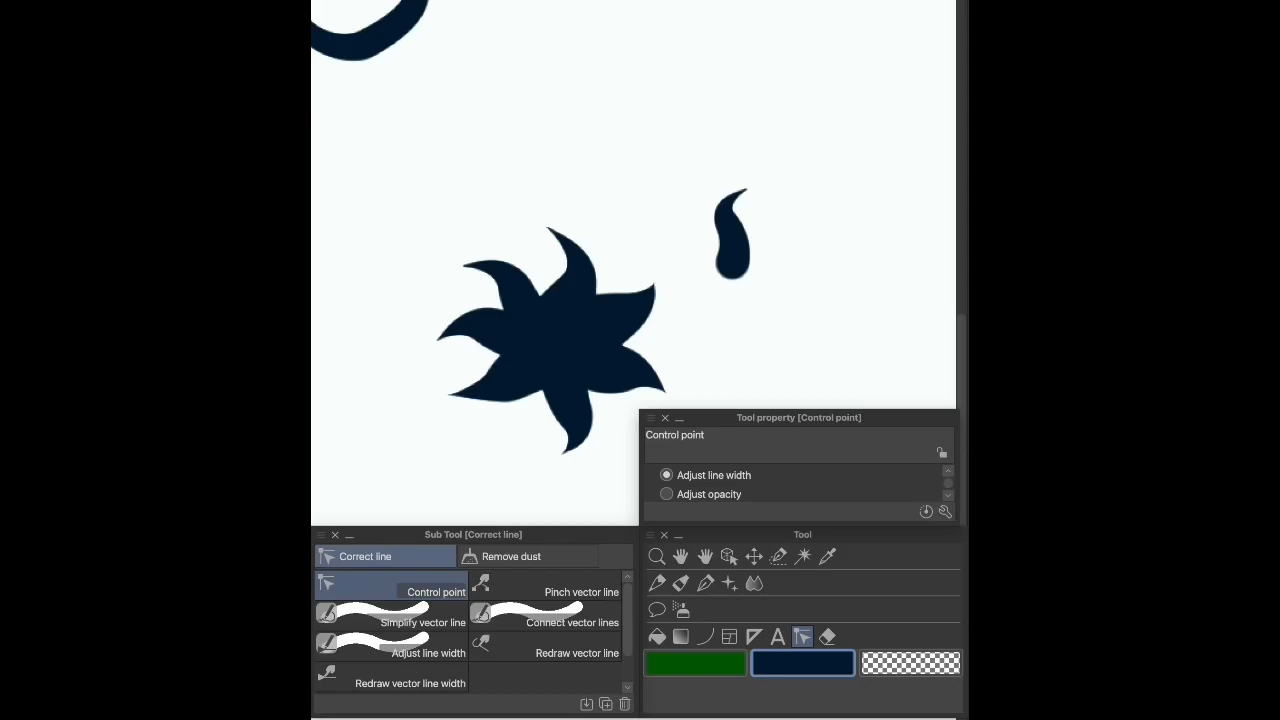 Tool property [Control point]
Control point
Adjust line width
Adjust opacity
Sub Tool [Correct line]
Correct line
Remove dust
Control point
Pinch vector line
Simplify vector line
Connect vector lines
Adjust line width
Redraw vector line
Redraw vector line width
Tool
A